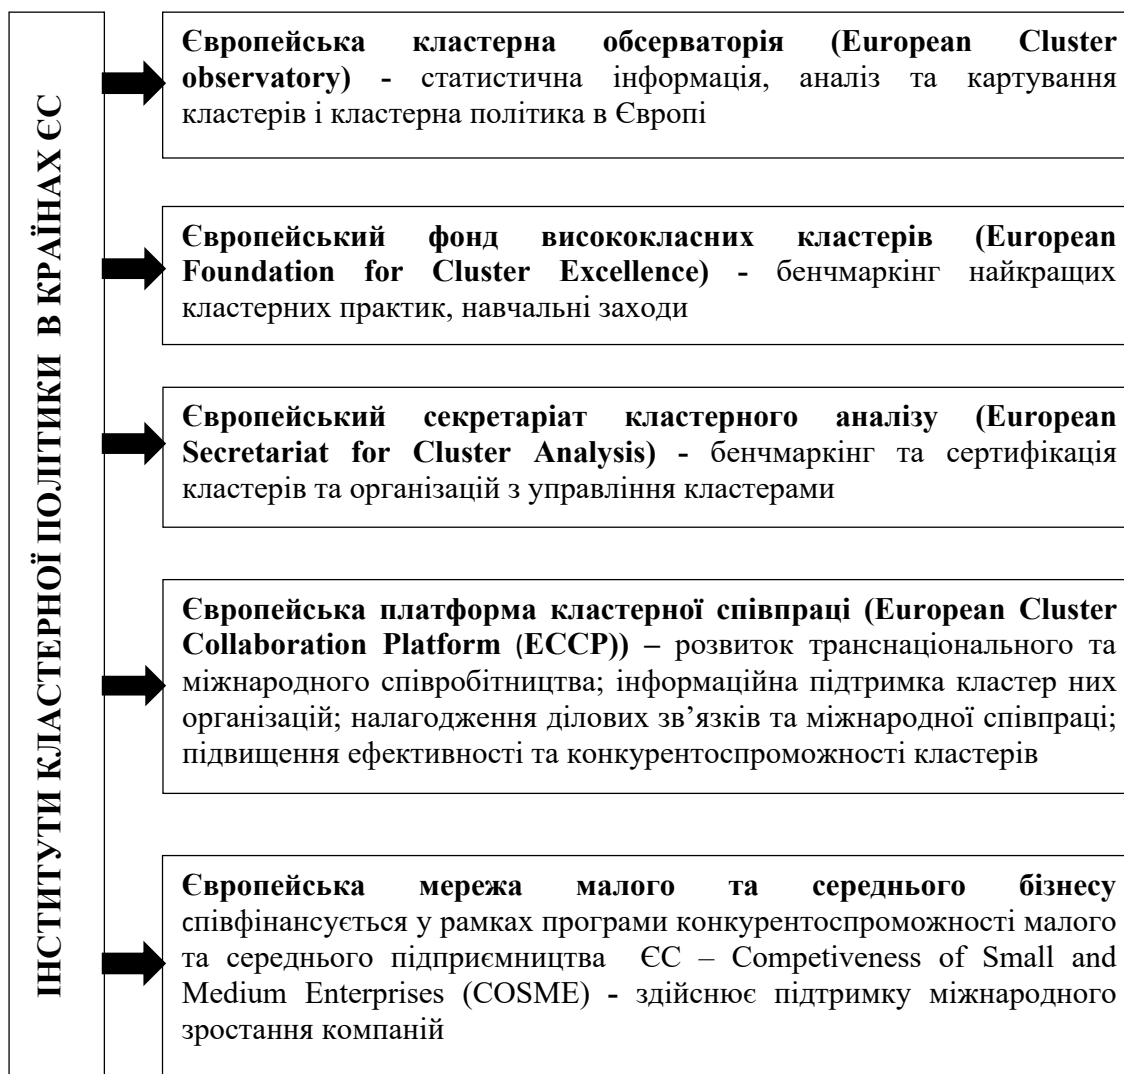 ІНСТИТУТИ КЛАСТЕРНОЇ ПОЛІТИКИ В КРАЇНАХ ЄС
Європейська кластерна обсерваторія (European Cluster
observatory) - статистична інформація, аналіз та картування
кластерів і кластерна політика в Європі
Європейський фонд висококласних кластерів (European
Foundation for Cluster Excellence) - бенчмаркінг найкращих
кластерних практик, навчальні заходи
Європейський секретаріат кластерного аналізу (European
Secretariat for Cluster Analysis) - бенчмаркінг та сертифікація
кластерів та організацій з управління кластерами
Європейська платформа кластерної співпраці (European Cluster
Collaboration Platform (ECCP)) – розвиток транснаціонального та
міжнародного співробітництва; інформаційна підтримка кластер них
організацій; налагодження ділових зв’язків та міжнародної співпраці;
підвищення ефективності та конкурентоспроможності кластерів
Європейська мережа малого та середнього бізнесу
співфінансується у рамках програми конкурентоспроможності малого
та середнього підприємництва ЄС – Competiveness of Small and
Medium Enterprises (COSME) - здійснює підтримку міжнародного
зростання компаній